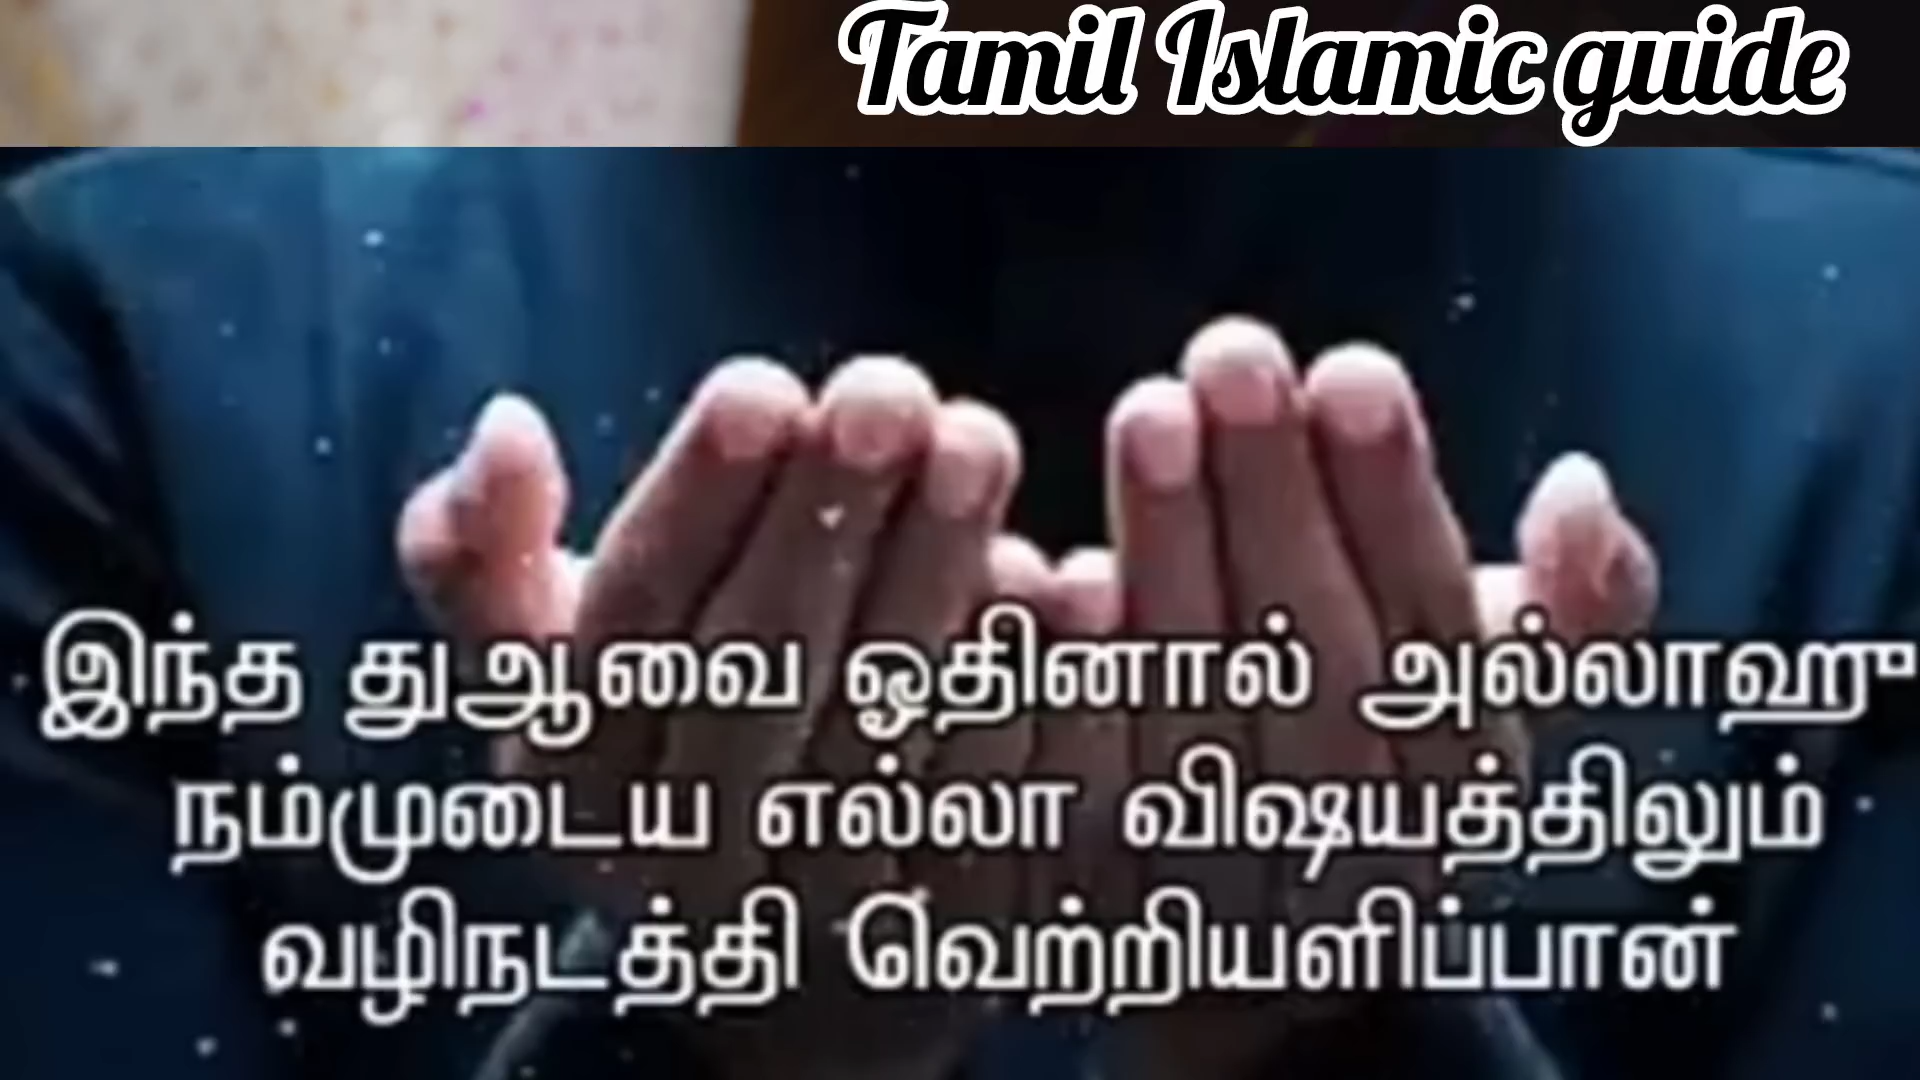 Tamil Islamic guide
இந்த துஆவை ஓதினால் அல்லாஹு
நம்முடைய எல்லா விஷயத்திலும்
வழிநடத்தி வெற்றியளிப்பான்